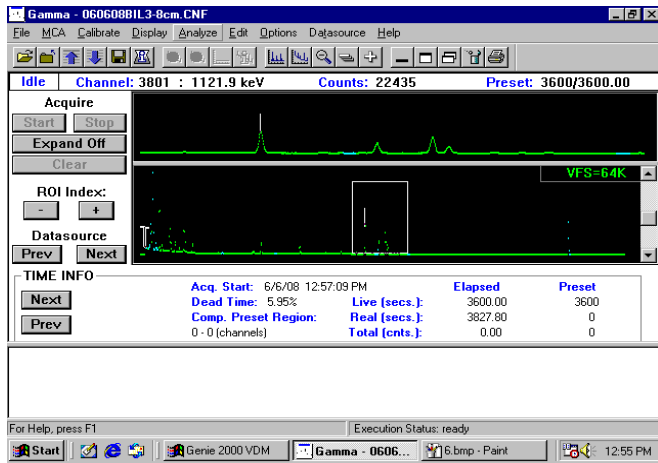 Gamma - 060608BIL3-8cm.CNF
File MCA Calibrate Display Analyze Edit Options Datasource Help
Idle Channel: 3801 : 1121.9 keV Counts: 22435 Preset: 3600/3600.00
Acquire
Start Stop
Expand Off
Clear
VFS=64K
ROI Index:
- +
Datasource
Prev Next
TIME INFO
Acq. Start: 6/6/08 12:57:09 PM Elapsed Preset
Next
Dead Time: 5.95% Live (secs.): 3600.00 3600
Comp. Preset Region: Real (secs.): 3827.80 0
Prev
0 - 0 (channels) Total (cnts.): 0.00 0
For Help, press F1 Execution Status: ready
Start Genie 2000 VDM Gamma - 0606... 6.bmp - Paint 12:55 PM